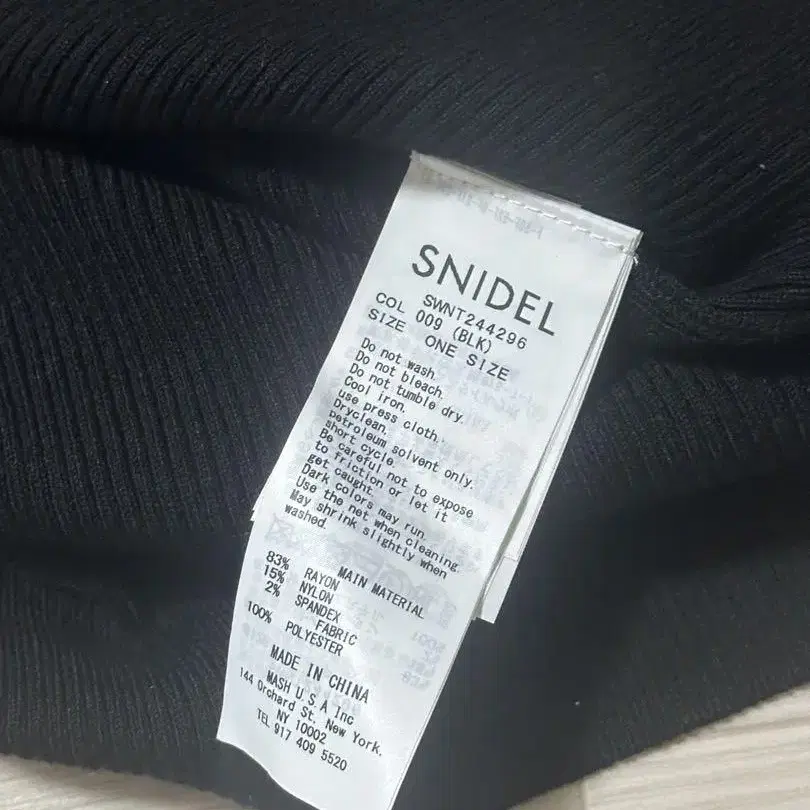 SNIDEL
SWNT244296
COL 009 (BLK)
SIZE ONE SIZE
Do not wash.
Do not bleach.
Do not tumble dry.
Cool iron.
use press cloth.
Dryclean.
petroleum solvent only.
short cycle.
Be careful not to expose
to friction or let it
get caught.
Dark colors may run.
Use the net when cleaning.
May shrink slightly when
washed.
MAIN MATERIAL
83% RAYON
15% NYLON
2% SPANDEX
FABRIC
100% POLYESTER
MADE IN CHINA
MASH U.S.A Inc
144 Orchard St. New York.
NY 10002
TEL 917 409 5520